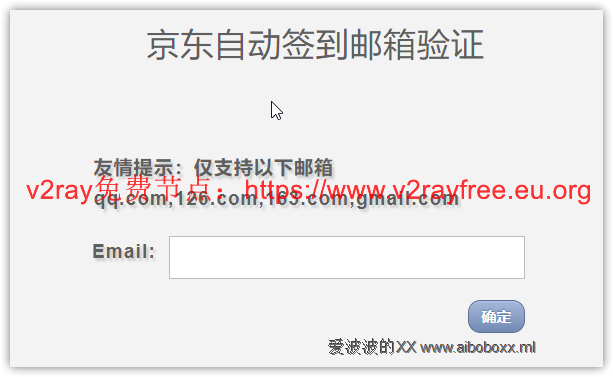 京东自动签到邮箱验证
友情提示：仅支持以下邮箱
v2ray免费节点：https://www.v2rayfree.eu.org
qq.com,126.com,163.com,gmail.com
Email:
确定
爱波波的XX www.aiboboxx.ml